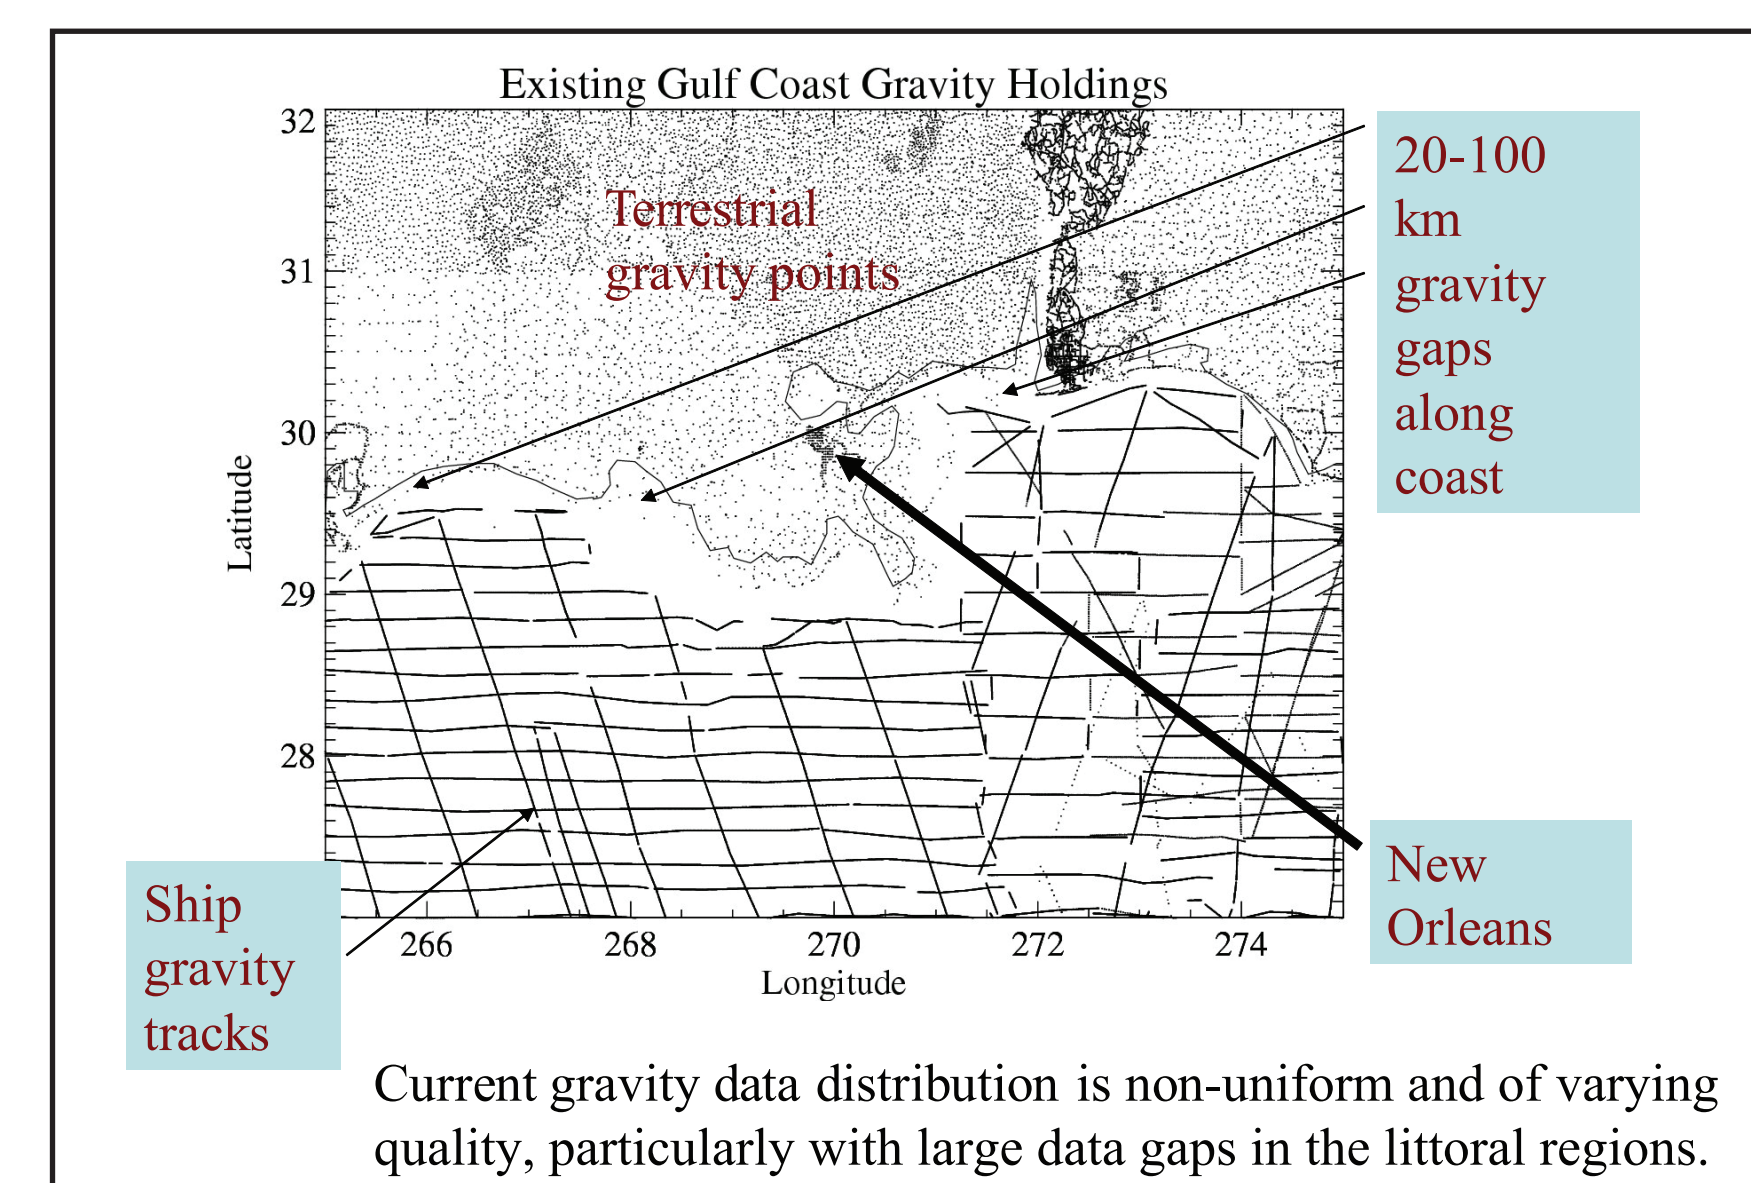 Existing Gulf Coast Gravity Holdings
32
31
30
29
28
Latitude
266
268
270
272
274
Longitude
Terrestrial
gravity points
20-100
km
gravity
gaps
along
coast
New
Orleans
Ship
gravity
tracks
Current gravity data distribution is non-uniform and of varying
quality, particularly with large data gaps in the littoral regions.